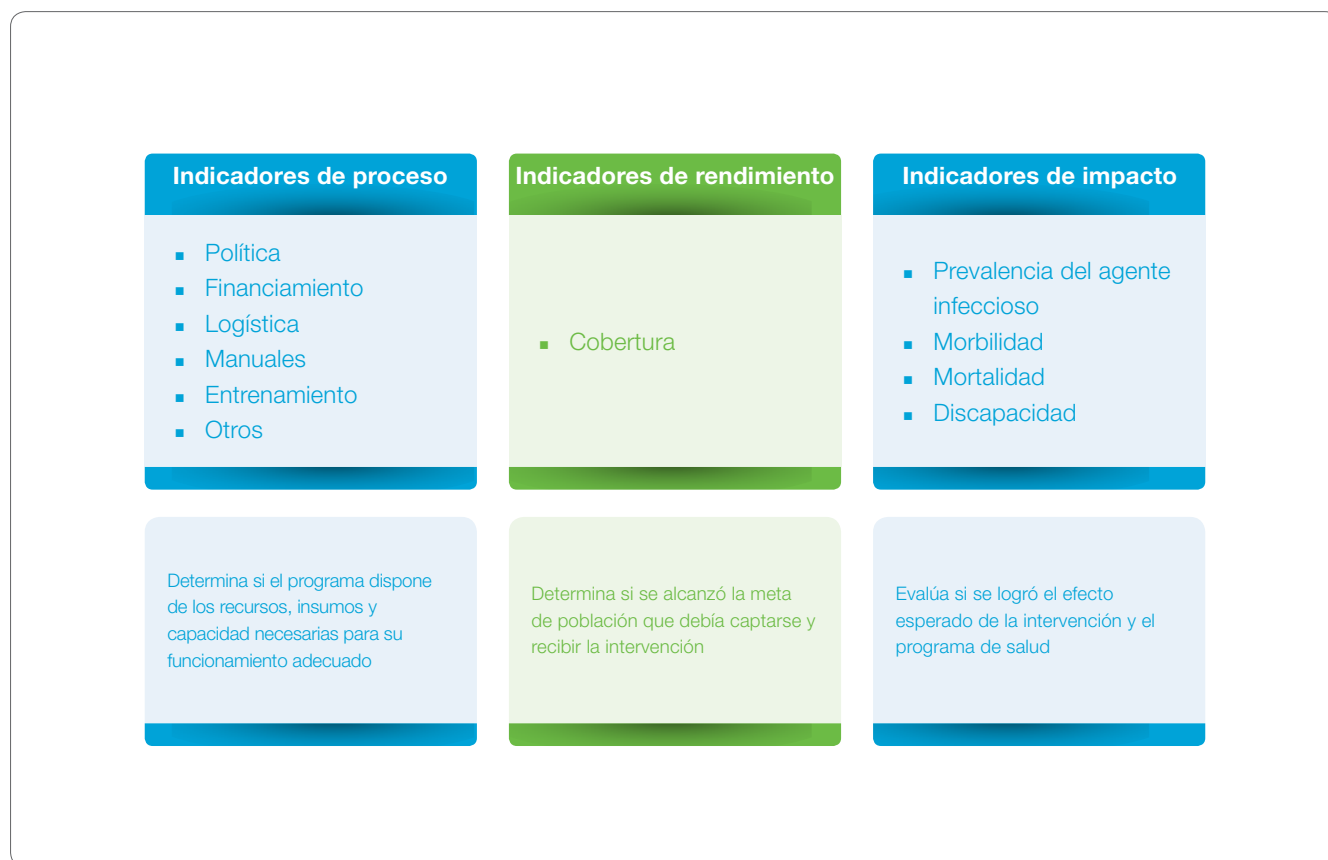 Indicadores de proceso
▪ Política
▪ Financiamiento
▪ Logística
▪ Manuales
▪ Entrenamiento
▪ Otros
Determina si el programa dispone
de los recursos, insumos y
capacidad necesarias para su
funcionamiento adecuado
Indicadores de rendimiento
▪ Cobertura
Determina si se alcanzó la meta
de población que debía captarse y
recibir la intervención
Indicadores de impacto
▪ Prevalencia del agente
infeccioso
▪ Morbilidad
▪ Mortalidad
▪ Discapacidad
Evalúa si se logró el efecto
esperado de la intervención y el
programa de salud